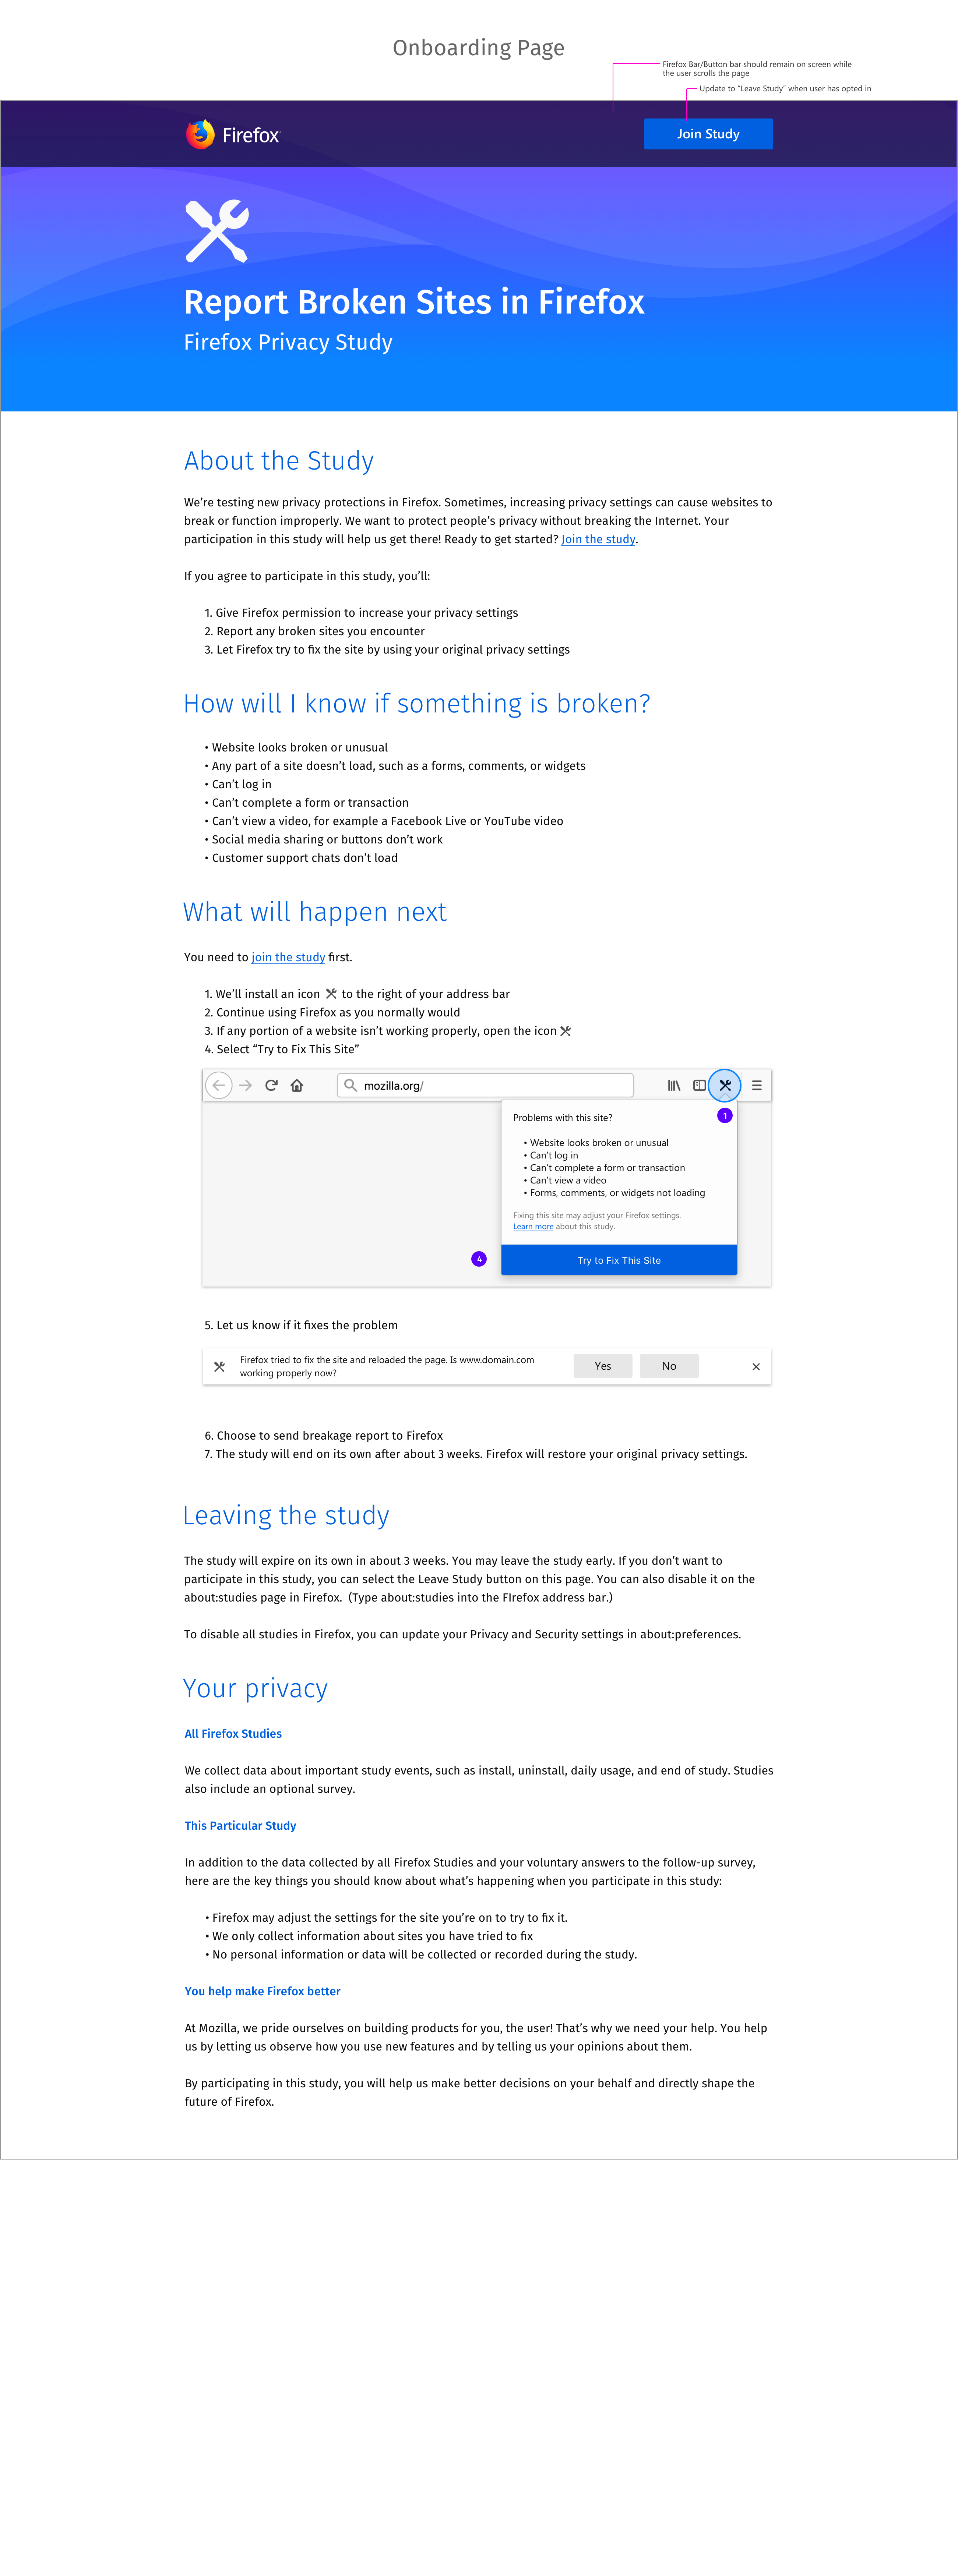 Onboarding Page
Firefox Bar/Button bar should remain on screen while
the user scrolls the page
Update to "Leave Study" when user has opted in
Firefox
Join Study
Report Broken Sites in Firefox
Firefox Privacy Study
About the Study
We're testing new privacy protections in Firefox. Sometimes, increasing privacy settings can cause websites to
break or function improperly. We want to protect people's privacy without breaking the Internet. Your
participation in this study will help us get there! Ready to get started? Join the study.
If you agree to participate in this study, you'll:
1. Give Firefox permission to increase your privacy settings
2. Report any broken sites you encounter
3. Let Firefox try to fix the site by using your original privacy settings
How will I know if something is broken?
• Website looks broken or unusual
• Any part of a site doesn't load, such as a forms, comments, or widgets
• Can't log in
• Can't complete a form or transaction
• Can't view a video, for example a Facebook Live or YouTube video
• Social media sharing or buttons don't work
• Customer support chats don't load
What will happen next
You need to join the study first.
1. We'll install an icon to the right of your address bar
2. Continue using Firefox as you normally would
3. If any portion of a website isn't working properly, open the icon
4. Select “Try to Fix This Site”
mozilla.org/
1
Problems with this site?
• Website looks broken or unusual
• Can't log in
• Can't complete a form or transaction
• Can't view a video
• Forms, comments, or widgets not loading
Fixing this site may adjust your Firefox settings.
Learn more about this study.
4
Try to Fix This Site
5. Let us know if it fixes the problem
Firefox tried to fix the site and reloaded the page. Is www.domain.com
working properly now?
Yes
No
6. Choose to send breakage report to Firefox
7. The study will end on its own after about 3 weeks. Firefox will restore your original privacy settings.
Leaving the study
The study will expire on its own in about 3 weeks. You may leave the study early. If you don't want to
participate in this study, you can select the Leave Study button on this page. You can also disable it on the
about:studies page in Firefox. (Type about:studies into the FIrefox address bar.)
To disable all studies in Firefox, you can update your Privacy and Security settings in about:preferences.
Your privacy
All Firefox Studies
We collect data about important study events, such as install, uninstall, daily usage, and end of study. Studies
also include an optional survey.
This Particular Study
In addition to the data collected by all Firefox Studies and your voluntary answers to the follow-up survey,
here are the key things you should know about what's happening when you participate in this study:
• Firefox may adjust the settings for the site you're on to try to fix it.
• We only collect information about sites you have tried to fix
• No personal information or data will be collected or recorded during the study.
You help make Firefox better
At Mozilla, we pride ourselves on building products for you, the user! That's why we need your help. You help
us by letting us observe how you use new features and by telling us your opinions about them.
By participating in this study, you will help us make better decisions on your behalf and directly shape the
future of Firefox.